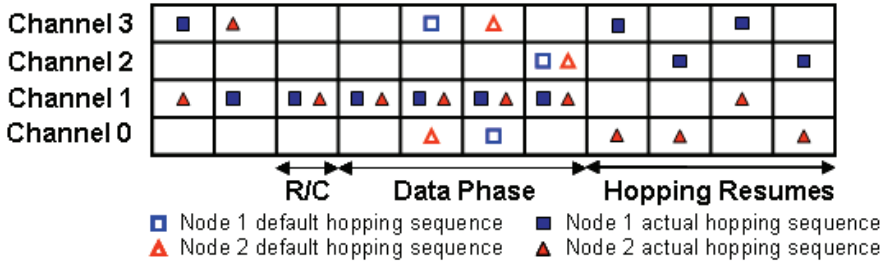 Channel 3
Channel 2
Channel 1
Channel 0
R/C Data Phase Hopping Resumes
Node 1 default hopping sequence Node 1 actual hopping sequence
Node 2 default hopping sequence Node 2 actual hopping sequence